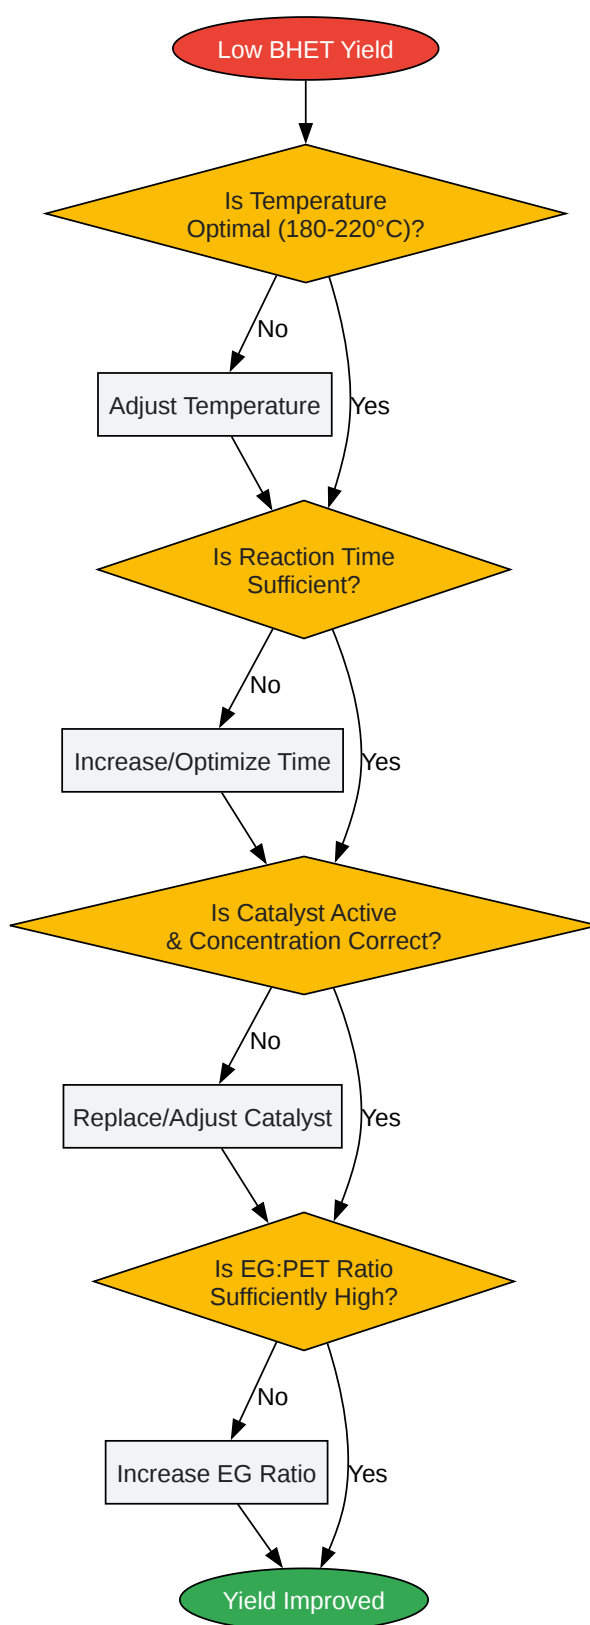 Low BHET Yield
Is Temperature
Optimal (180-220°C)?
No
Adjust Temperature
Yes
Is Reaction Time
Sufficient?
No
Increase/Optimize Time
Yes
Is Catalyst Active
& Concentration Correct?
No
Replace/Adjust Catalyst
Yes
Is EG:PET Ratio
Sufficiently High?
No
Increase EG Ratio
Yes
Yield Improved